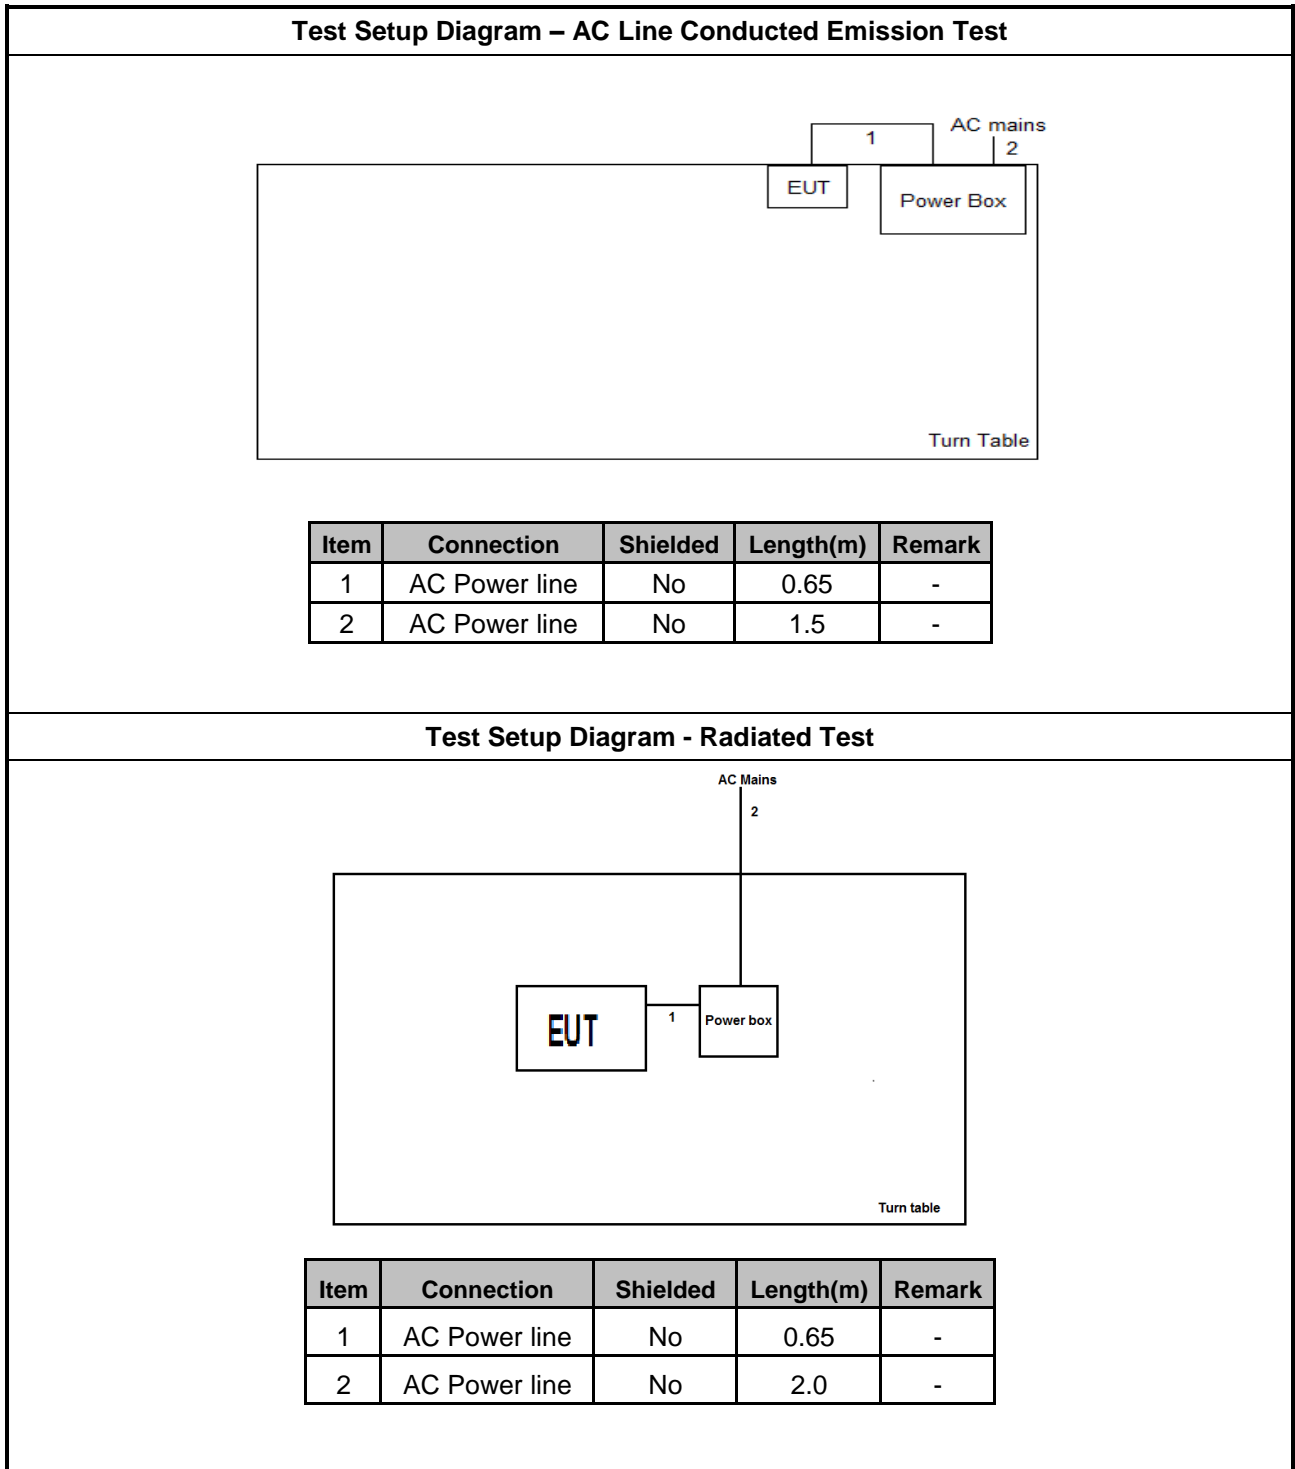 Test Setup Diagram – AC Line Conducted Emission Test
AC mains
1
2
EUT
Power Box
Turn Table
Item Connection Shielded Length(m) Remark
1 AC Power line No 0.65 -
2 AC Power line No 1.5 -
Test Setup Diagram - Radiated Test
AC Mains
2
EUT
1
Power box
Turn table
Item Connection Shielded Length(m) Remark
1 AC Power line No 0.65 -
2 AC Power line No 2.0 -